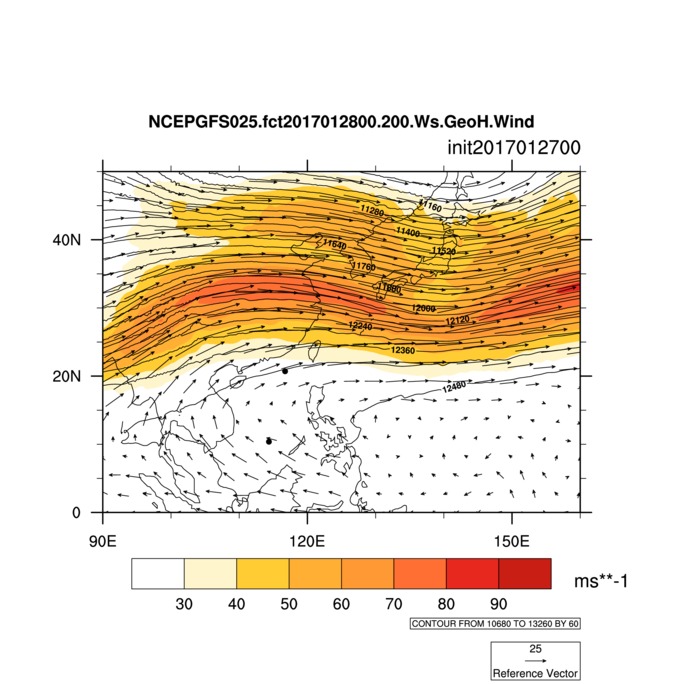 NCEPGFS025.fct2017012800.200.Ws.GeoH.Wind
init2017012700
11160
11280
11400
11520
11640
11760
11880
12000
12120
12240
12360
12480
40N
20N
0
90E 120E 150E
ms**-1
30 40 50 60 70 80 90
CONTOUR FROM 10680 TO 13260 BY 60
25
Reference Vector